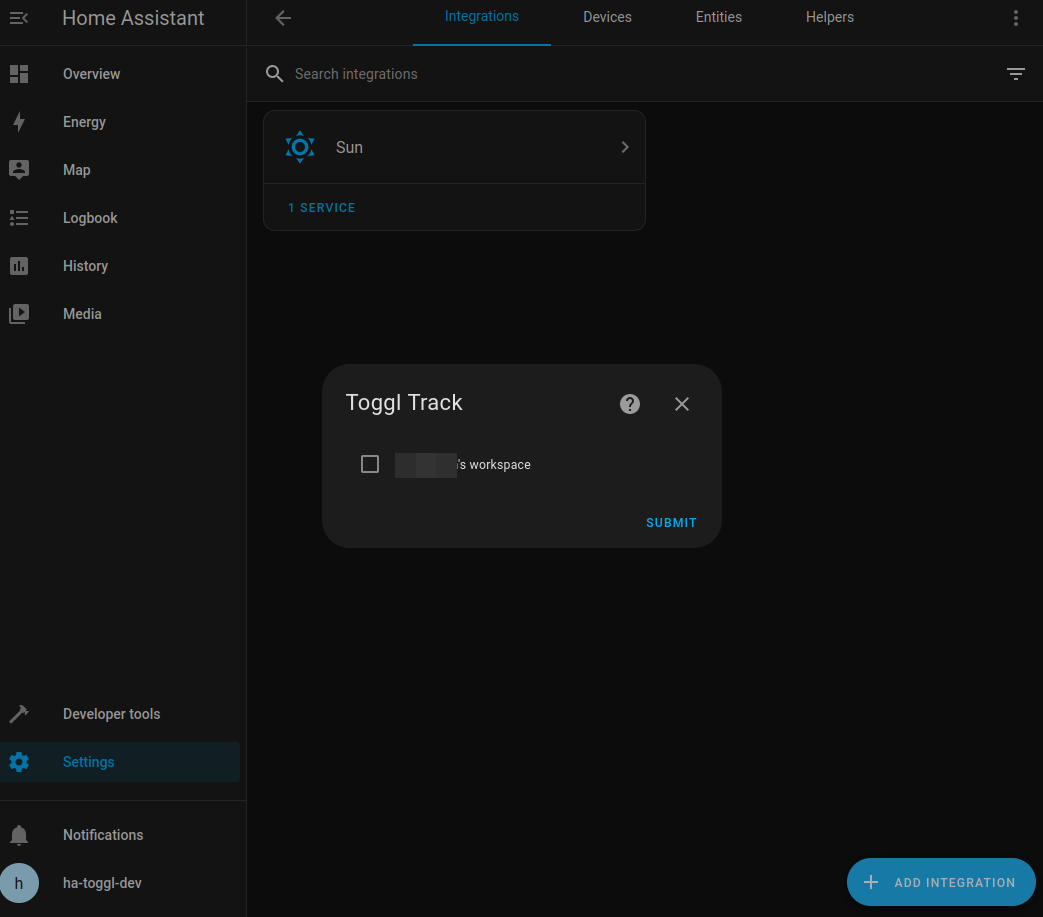 Home Assistant
Integrations
Devices
Entities
Helpers
Overview
Search integrations
Energy
Sun
Map
1 SERVICE
Logbook
History
Media
Toggl Track
's workspace
SUBMIT
Developer tools
Settings
Notifications
h
ha-toggl-dev
ADD INTEGRATION